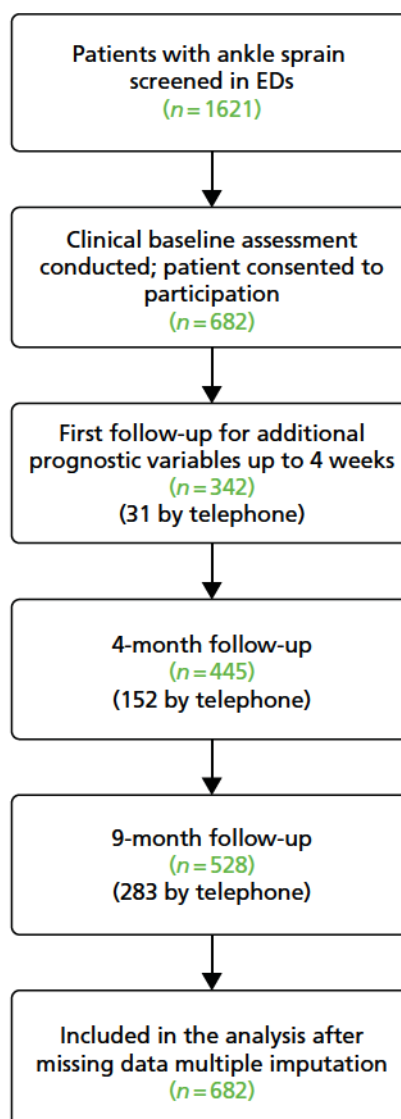 Patients with ankle sprain
screened in EDs
(n = 1621)
Clinical baseline assessment
conducted; patient consented to
participation
(n = 682)
First follow-up for additional
prognostic variables up to 4 weeks
(n = 342)
(31 by telephone)
4-month follow-up
(n = 445)
(152 by telephone)
9-month follow-up
(n = 528)
(283 by telephone)
Included in the analysis after
missing data multiple imputation
(n = 682)